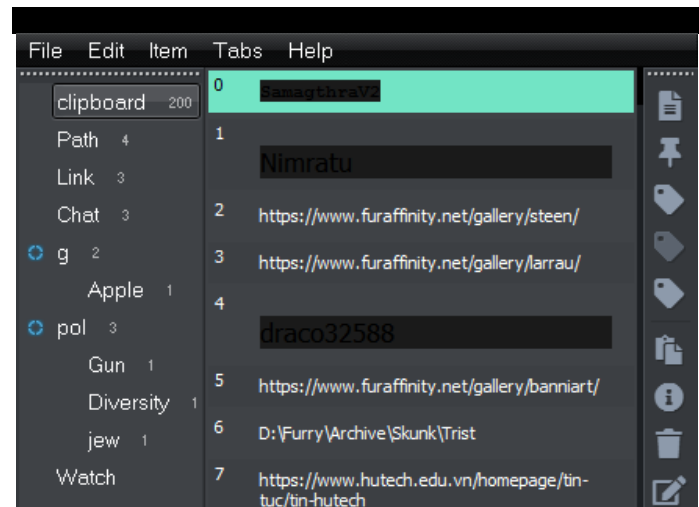 File Edit Item Tabs Help
clipboard 200
Path 4
Link 3
Chat 3
g 2
Apple 1
pol 3
Gun 1
Diversity 1
jew 1
Watch
0 SamagthraV2
1 Nimratu
2 https://www.furaffinity.net/gallery/steen/
3 https://www.furaffinity.net/gallery/larrau/
4 draco32588
5 https://www.furaffinity.net/gallery/banniart/
6 D:\Furry\Archive\Skunk\Trist
7 https://www.hutech.edu.vn/homepage/tin-
tuc/tin-hutech